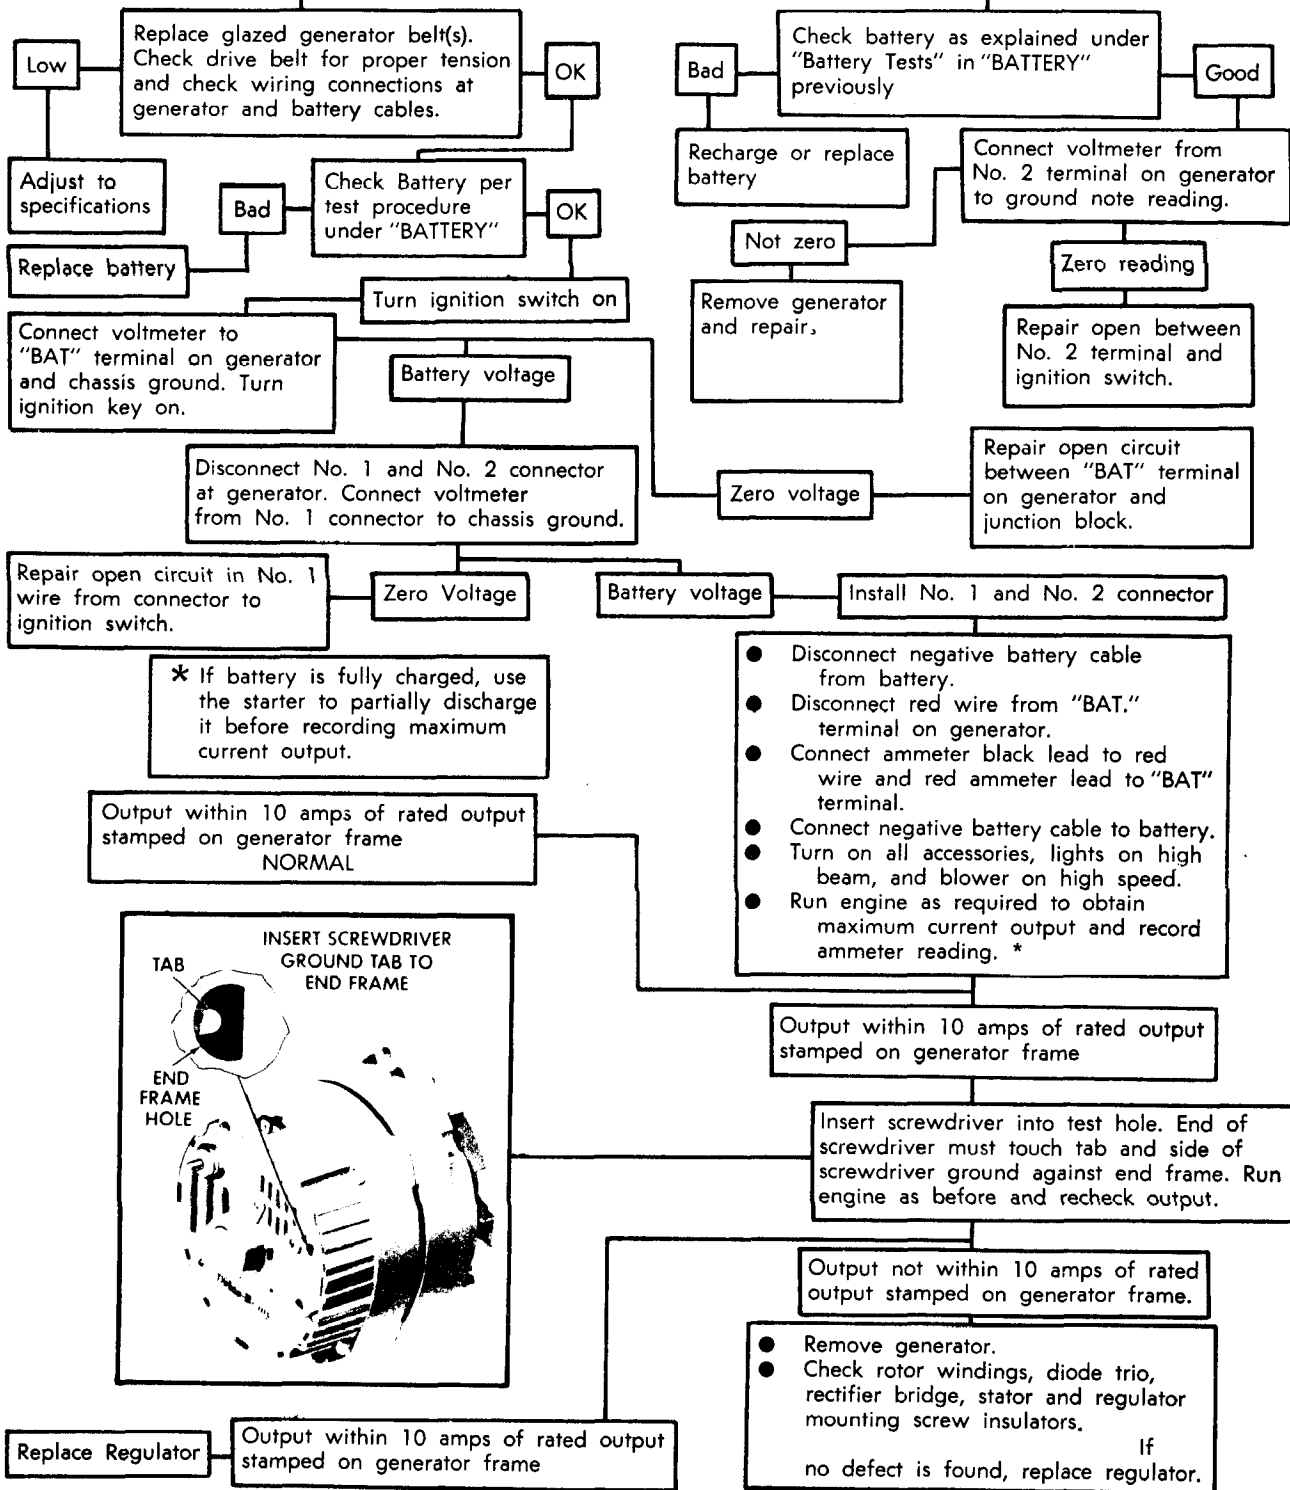 Replace glazed generator belt(s).
Check drive belt for proper tension
and check wiring connections at
generator and battery cables.
Low
OK
Adjust to
specifications
Check Battery per
test procedure
under "BATTERY"
Bad
OK
Replace battery
Turn ignition switch on
Connect voltmeter to
"BAT" terminal on generator
and chassis ground. Turn
ignition key on.
Battery voltage
Check battery as explained under
"Battery Tests" in "BATTERY"
previously
Bad
Good
Recharge or replace
battery
Connect voltmeter from
No. 2 terminal on generator
to ground note reading.
Not zero
Zero reading
Remove generator
and repair.
Repair open between
No. 2 terminal and
ignition switch.
Disconnect No. 1 and No. 2 connector
at generator. Connect voltmeter
from No. 1 connector to chassis ground.
Zero voltage
Repair open circuit
between "BAT" terminal
on generator and
junction block.
Repair open circuit in No. 1
wire from connector to
ignition switch.
Zero Voltage
Battery voltage
Install No. 1 and No. 2 connector
* If battery is fully charged, use
the starter to partially discharge
it before recording maximum
current output.
● Disconnect negative battery cable
from battery.
● Disconnect red wire from "BAT."
terminal on generator.
● Connect ammeter black lead to red
wire and red ammeter lead to "BAT"
terminal.
● Connect negative battery cable to battery.
● Turn on all accessories, lights on high
beam, and blower on high speed.
● Run engine as required to obtain
maximum current output and record
ammeter reading. *
Output within 10 amps of rated output
stamped on generator frame
NORMAL
INSERT SCREWDRIVER
GROUND TAB TO
END FRAME
TAB
END
FRAME
HOLE
Output within 10 amps of rated output
stamped on generator frame
Insert screwdriver into test hole. End of
screwdriver must touch tab and side of
screwdriver ground against end frame. Run
engine as before and recheck output.
Output not within 10 amps of rated
output stamped on generator frame.
● Remove generator.
● Check rotor windings, diode trio,
rectifier bridge, stator and regulator
mounting screw insulators.
If
no defect is found, replace regulator.
Replace Regulator
Output within 10 amps of rated output
stamped on generator frame